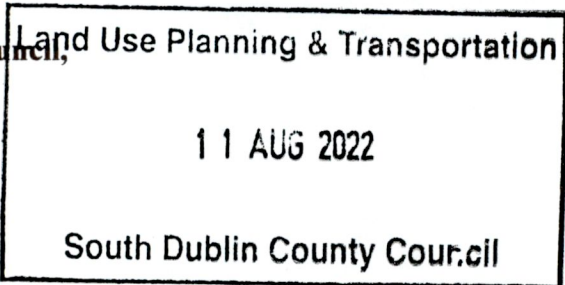 Land Use Planning & Transportation
11 AUG 2022
South Dublin County Council